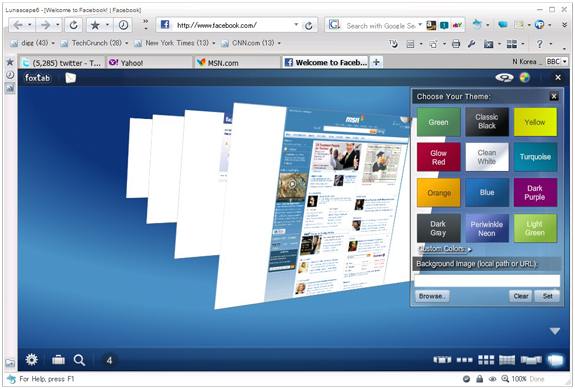 Lunascape6 - [Welcome to Facebook! | Facebook]
http://www.facebook.com/
Search with Google Se
digg (43) TechCrunch (28) New York Times (13) CNN.com (13)
(5,285) twitter - T... Yahoo! MSN.com Welcome to Faceb... N Korea _ BBC
foxtab
msn
Choose Your Theme:
Green Classic Black Yellow
Glow Red Clean White Turquoise
Orange Blue Dark Purple
Dark Gray Periwinkle Neon Light Green
Custom Colors:
Background Image (local path or URL):
Browse.. Clear Set
4
For Help, press F1
100% Done